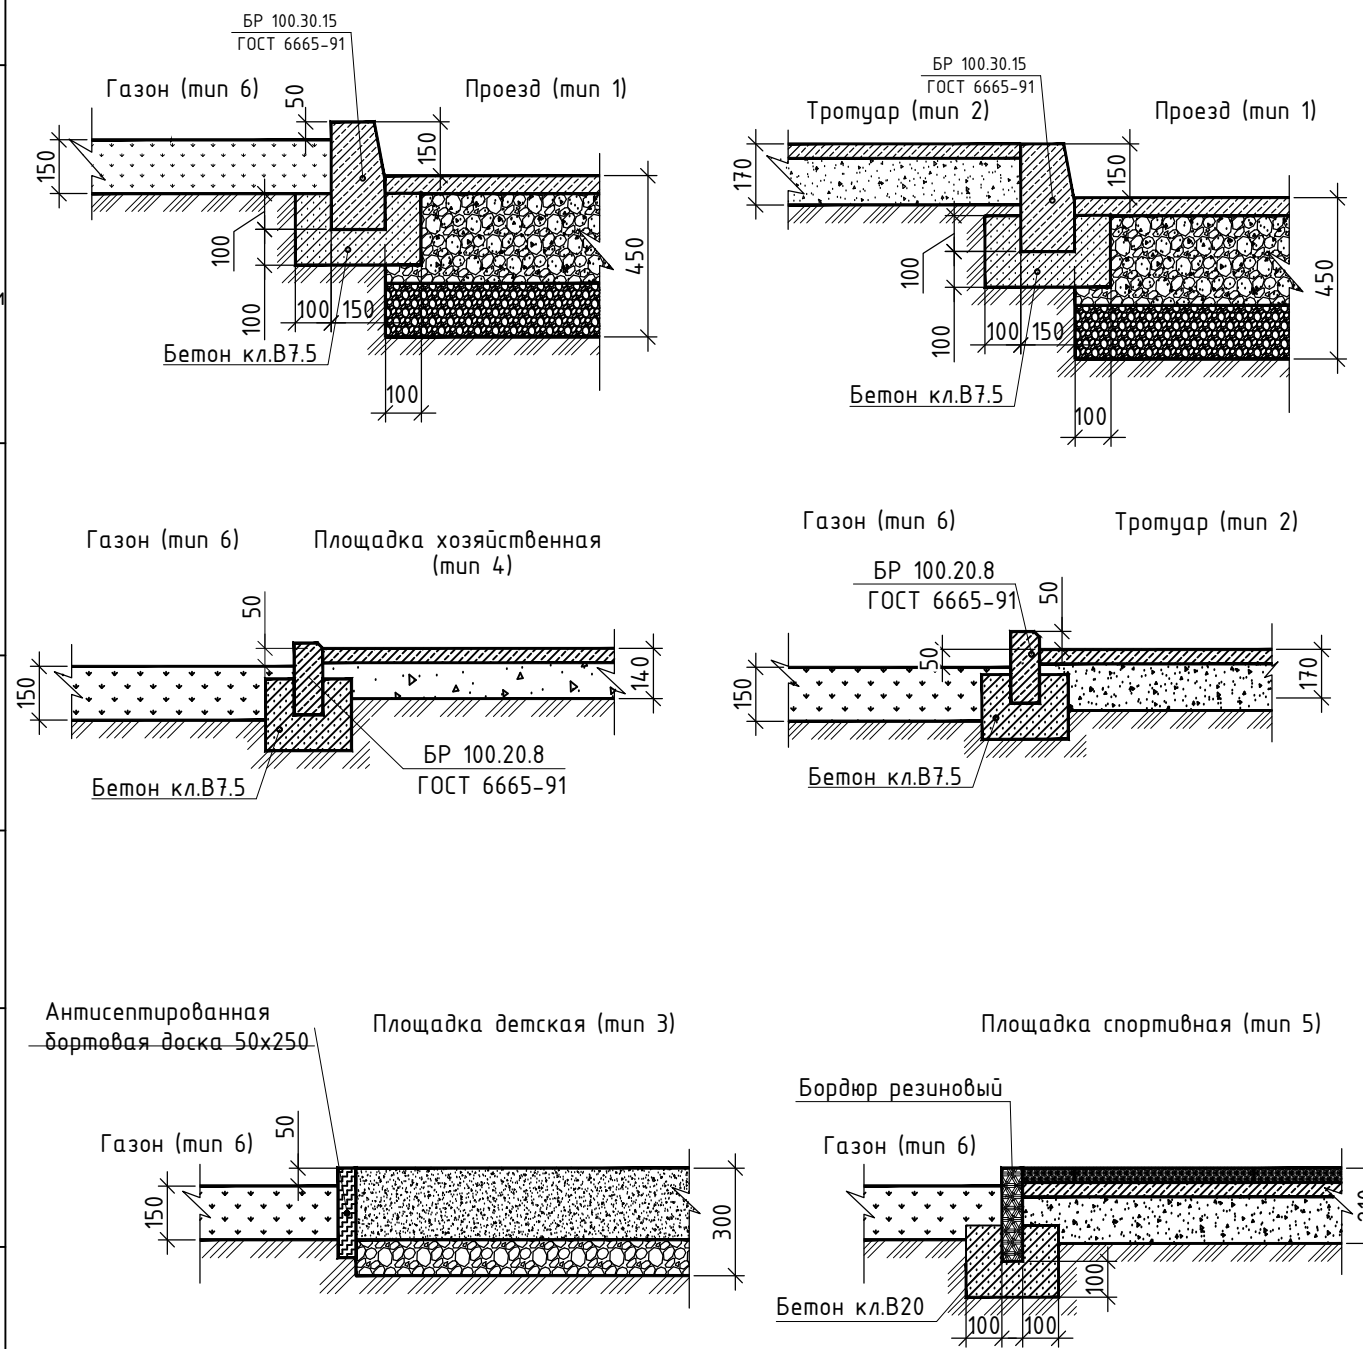 БР 100.30.15
ГОСТ 6665-91
Газон (тип 6)
50
Проезд (тип 1)
150
150
100
100
100
150
450
Бетон кл.В7.5
100
БР 100.30.15
ГОСТ 6665-91
Тротуар (тип 2)
Проезд (тип 1)
170
150
100
100
100
150
450
Бетон кл.В7.5
100
Газон (тип 6)
Площадка хозяйственная
(тип 4)
50
150
140
БР 100.20.8
ГОСТ 6665-91
Бетон кл.В7.5
Газон (тип 6)
Тротуар (тип 2)
БР 100.20.8
ГОСТ 6665-91
50
50
150
170
Бетон кл.В7.5
Антисептированная
бортовая доска 50х250
Площадка детская (тип 3)
Газон (тип 6)
50
150
300
Площадка спортивная (тип 5)
Бордюр резиновый
Газон (тип 6)
100
Бетон кл.В20
100
100